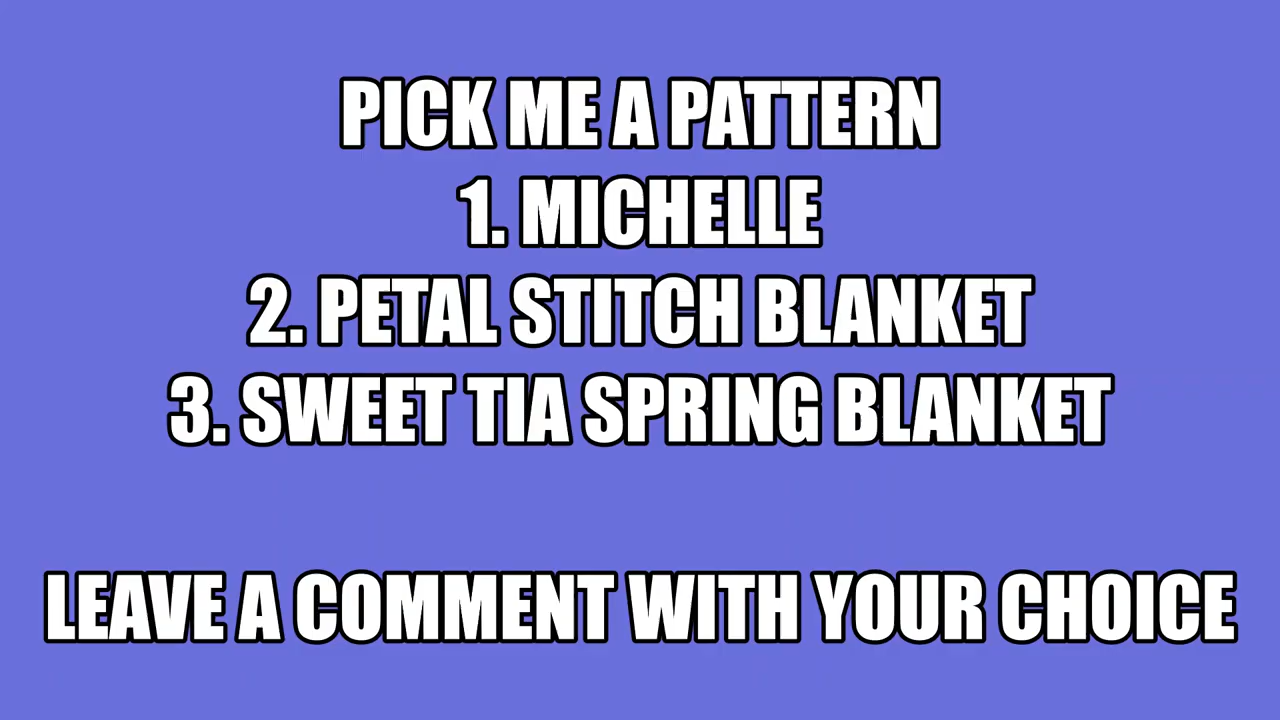 PICK ME A PATTERN
1. MICHELLE
2. PETAL STITCH BLANKET
3. SWEET TIA SPRING BLANKET
LEAVE A COMMENT WITH YOUR CHOICE